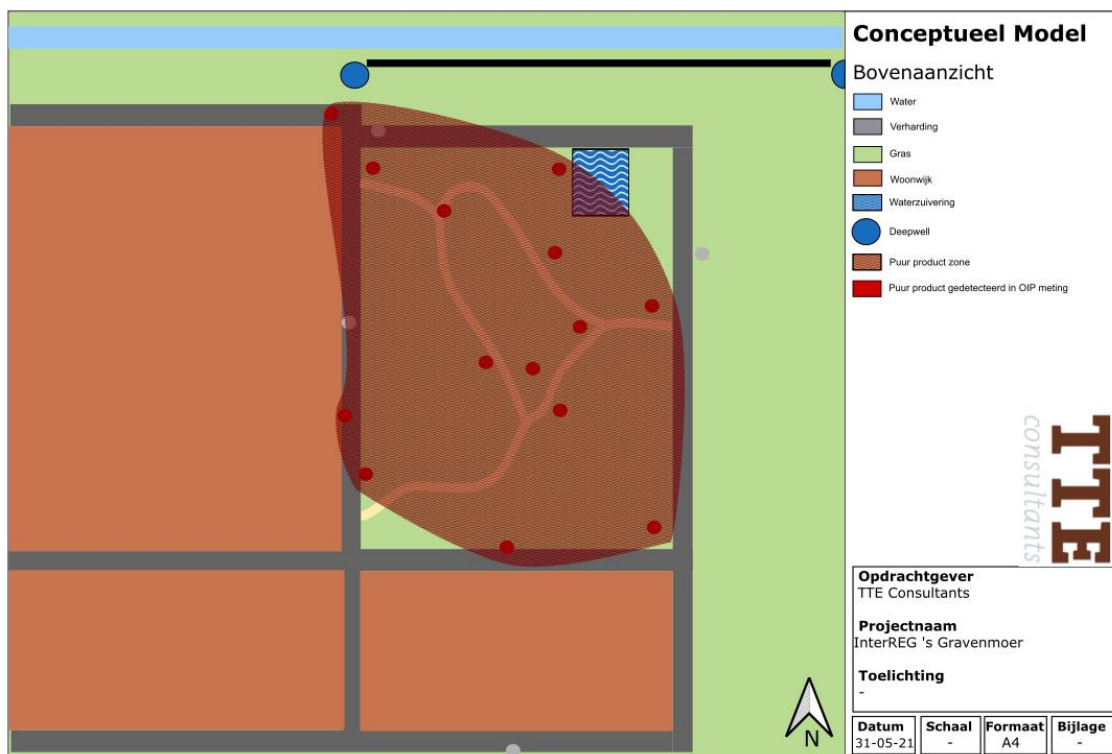 Conceptueel Model
Bovenaanzicht
Water
Verharding
Gras
Woonwijk
Waterzuivering
Deepwell
Puur product zone
Puur product gedetecteerd in OIP meting
TTE
consultants
Opdrachtgever
TTE Consultants
Projectnaam
InterREG 's Gravenmoer
Toelichting
-
Datum Schaal Formaat Bijlage
31-05-21 - A4 -
N